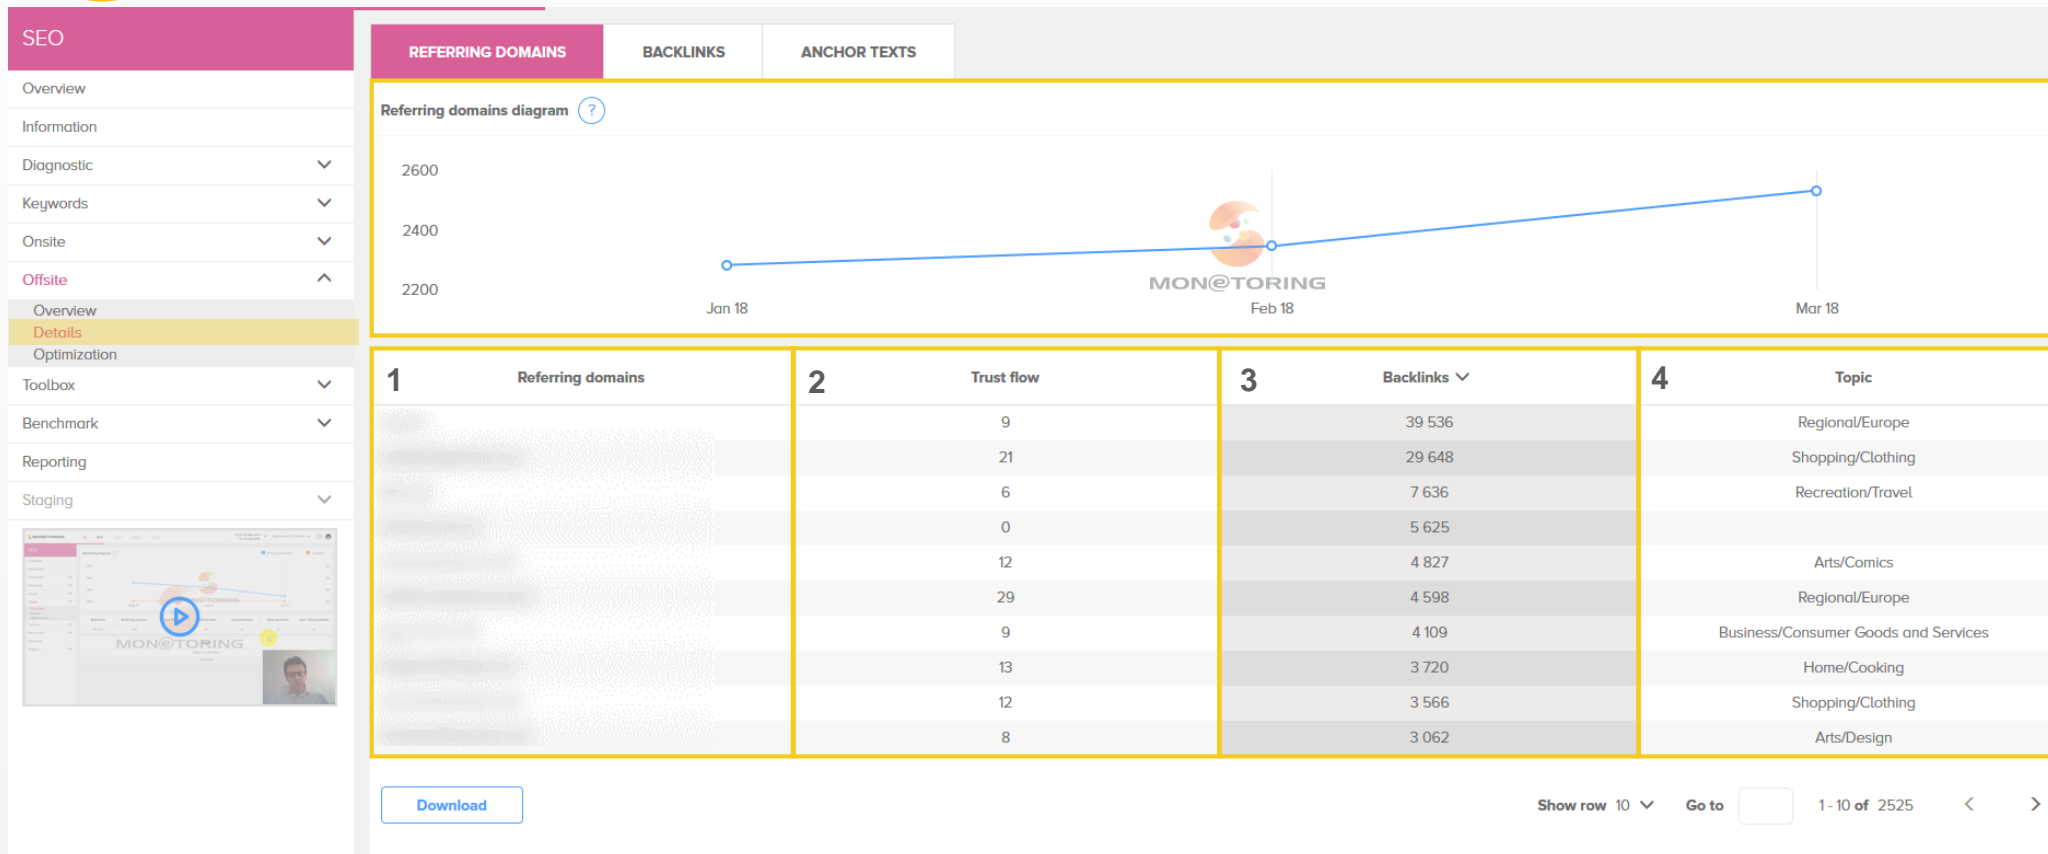 SEO
Overview
Information
Diagnostic
Keywords
Onsite
Offsite
Overview
Details
Optimization
Toolbox
Benchmark
Reporting
Staging
MON@TORING
REFERRING DOMAINS BACKLINKS ANCHOR TEXTS
Referring domains diagram ?
2600
2400
2200
MON@TORING
Jan 18 Feb 18 Mar 18
1 Referring domains 2 Trust flow 3 Backlinks 4 Topic
9 39 536 Regional/Europe
21 29 648 Shopping/Clothing
6 7 636 Recreation/Travel
0 5 625
12 4 827 Arts/Comics
29 4 598 Regional/Europe
9 4 109 Business/Consumer Goods and Services
13 3 720 Home/Cooking
12 3 566 Shopping/Clothing
8 3 062 Arts/Design
Download Show row 10 Go to 1 - 10 of 2525